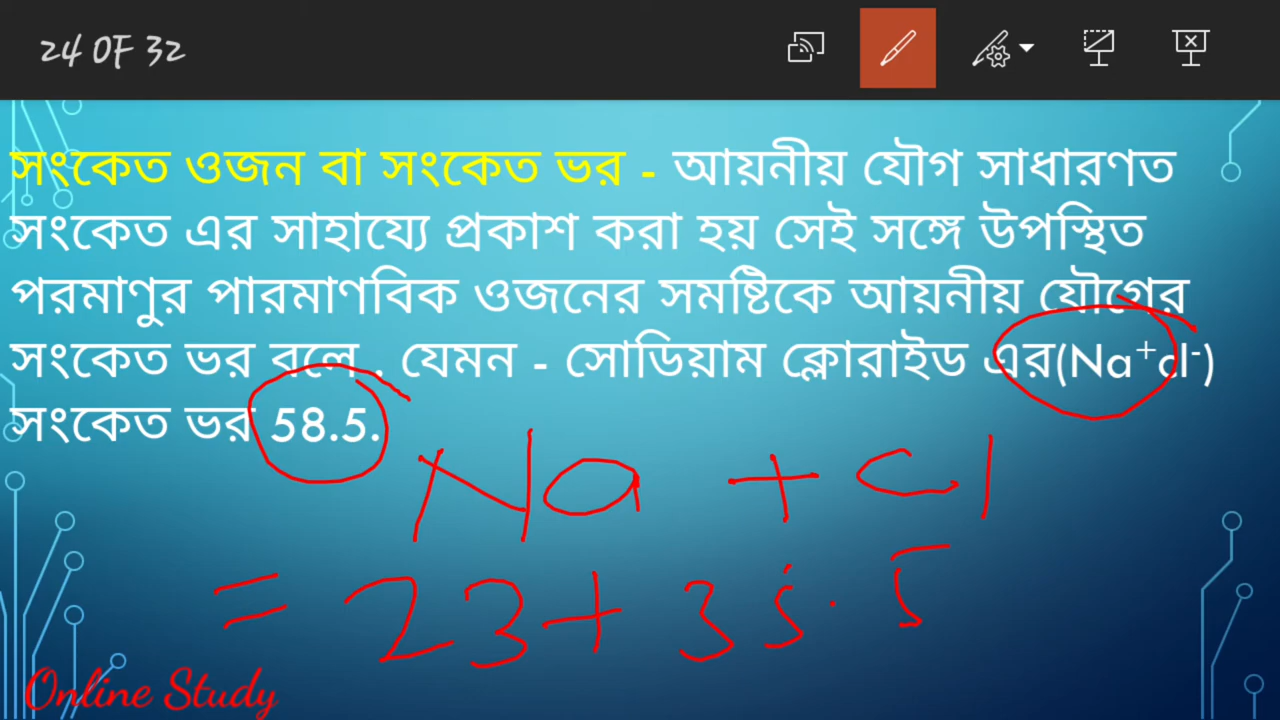 24 OF 32
সংকেত ওজন বা সংকেত ভর - আয়নীয় যৌগ সাধারণত
সংকেত এর সাহায্যে প্রকাশ করা হয় সেই সঙ্গে উপস্থিত
পরমাণুর পারমাণবিক ওজনের সমষ্টিকে আয়নীয় যৌগের
সংকেত ভর বলে . যেমন - সোডিয়াম ক্লোরাইড এর(Na⁺cl⁻)
সংকেত ভর 58.5.
Na + Cl
= 23 + 35.5
Online Study